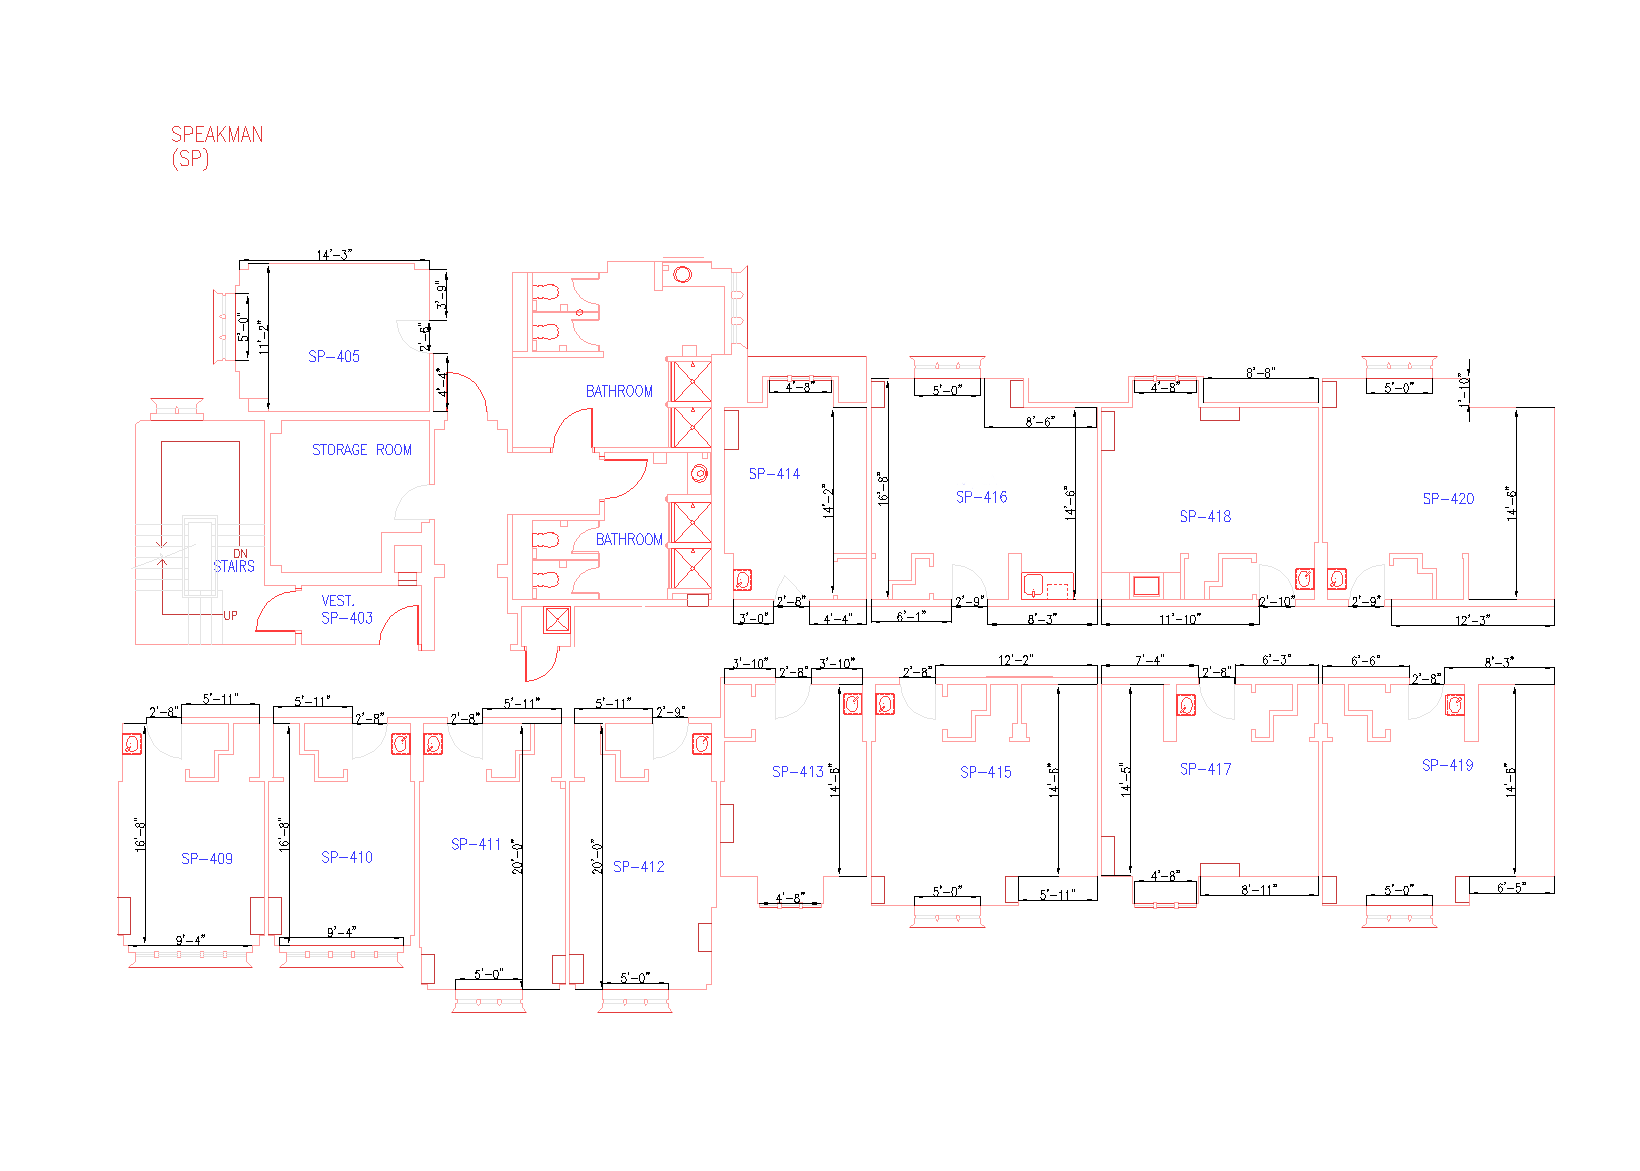 SPEAKMAN
(SP)
14'-3"
3'-9"
5'-0"
11'-2"
2'-6"
SP-405
4'-4"
BATHROOM
STORAGE ROOM
8'-8"
4'-8"
5'-0"
4'-8"
5'-0"
1'-10"
8'-6"
SP-414
16'-8"
14'-2"
SP-416
14'-6"
SP-418
SP-420
14'-6"
BATHROOM
DN
STAIRS
VEST.
SP-403
UP
2'-8"
2'-9"
2'-10"
2'-9"
3'-0"
4'-4"
6'-1"
8'-3"
11'-10"
12'-3"
3'-10"
2'-8"
3'-10"
2'-8"
12'-2"
7'-4"
2'-8"
6'-3"
6'-6"
2'-8"
8'-3"
5'-11"
2'-8"
5'-11"
2'-8"
5'-11"
2'-8"
5'-11"
2'-9"
SP-413
14'-6"
SP-415
14'-6"
14'-5"
SP-417
SP-419
14'-6"
16'-8"
SP-409
16'-8"
SP-410
SP-411
20'-0"
20'-0"
SP-412
4'-8"
5'-0"
5'-11"
4'-8"
8'-11"
5'-0"
6'-5"
9'-4"
9'-4"
5'-0"
5'-0"